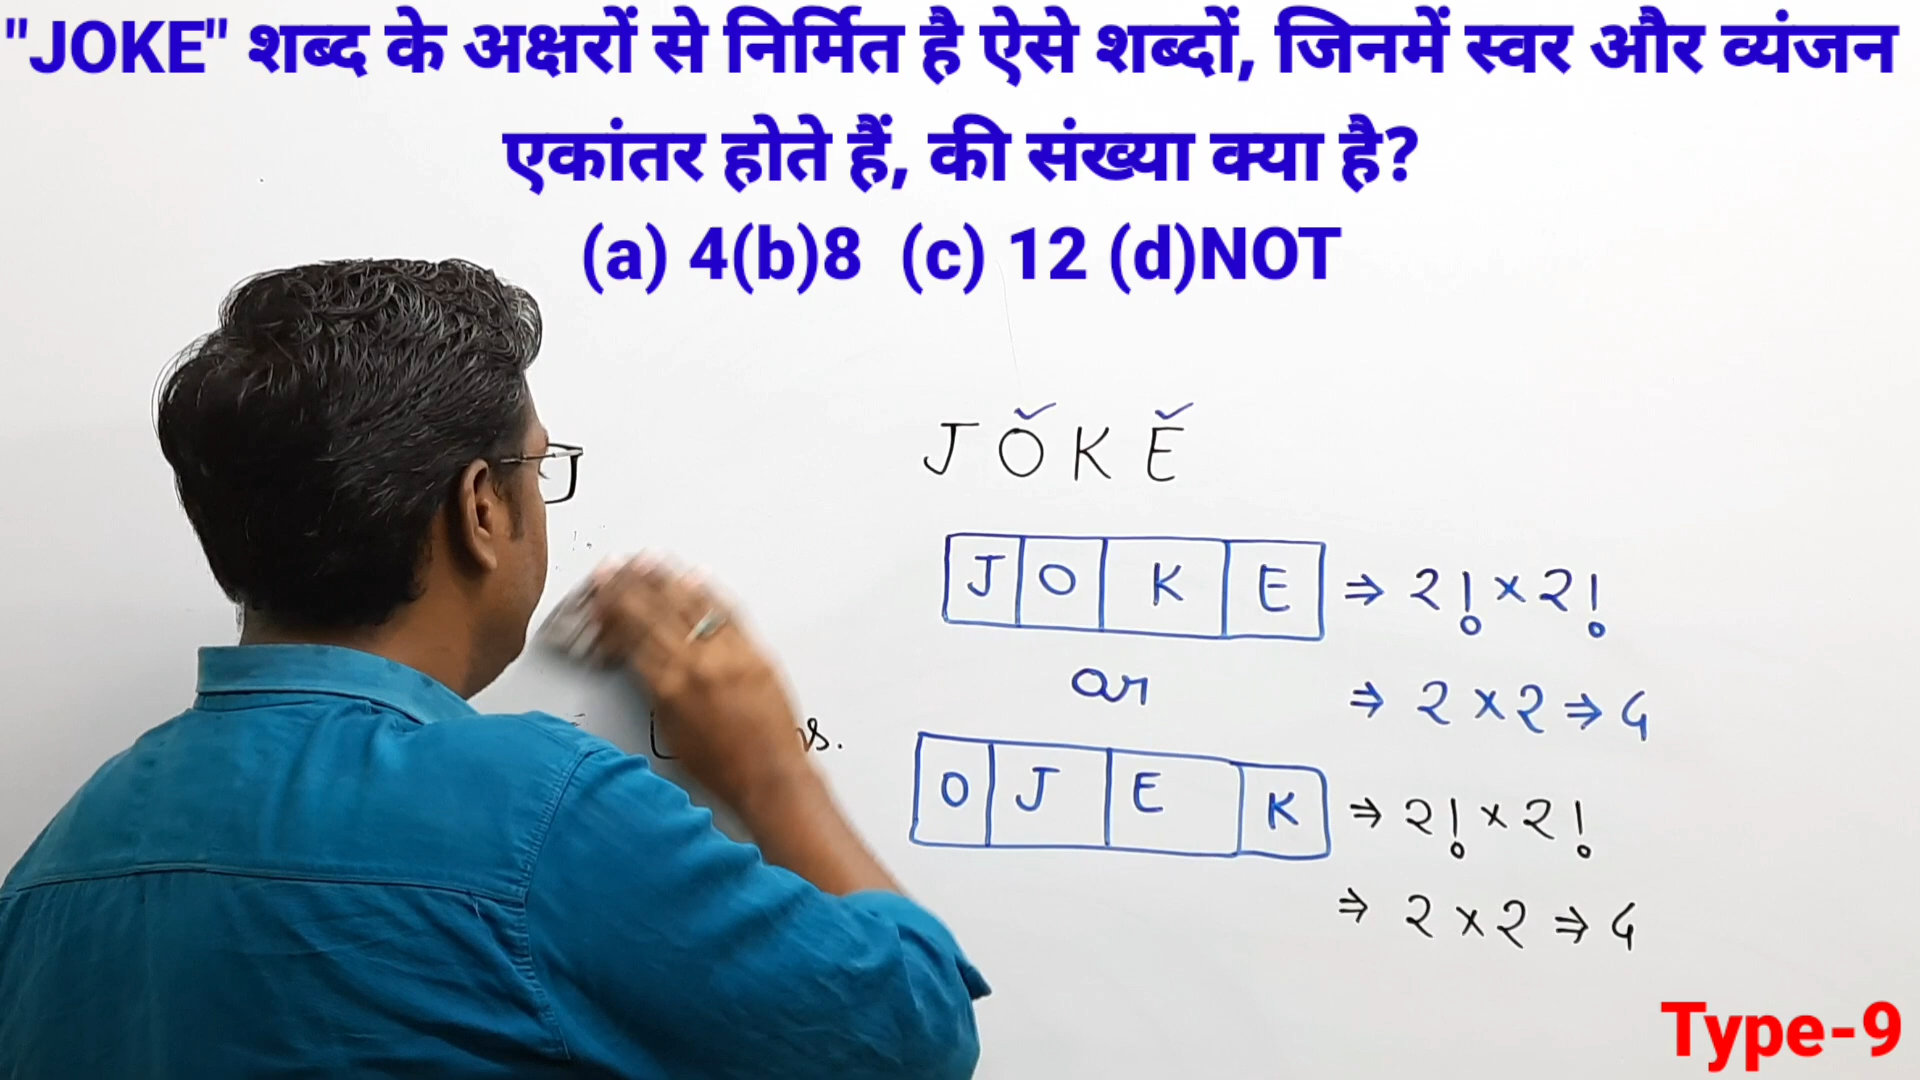 "JOKE" शब्द के अक्षरों से निर्मित है ऐसे शब्दों, जिनमें स्वर और व्यंजन
एकांतर होते हैं, की संख्या क्या है?
(a) 4(b)8 (c) 12 (d)NOT
J O K E
J O K E ⇒ 2! × 2!
or ⇒ 2 × 2 ⇒ 4
O J E K ⇒ 2! × 2!
⇒ 2 × 2 ⇒ 4
Type-9